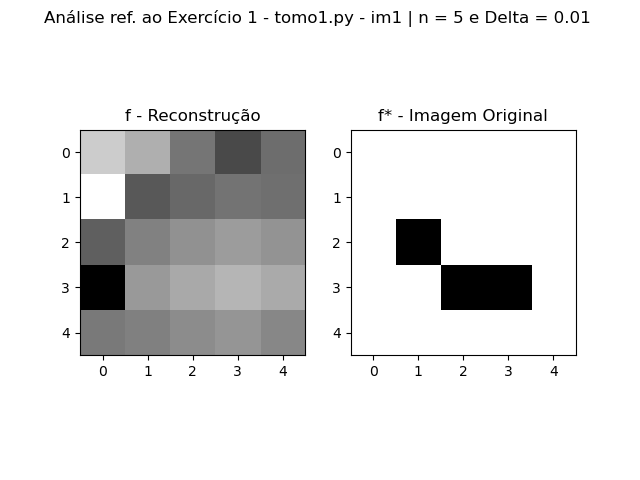 Análise ref. ao Exercício 1 - tomo1.py - im1 | n = 5 e Delta = 0.01
f - Reconstrução
0
1
2
3
4
0 1 2 3 4
f* - Imagem Original
0
1
2
3
4
0 1 2 3 4